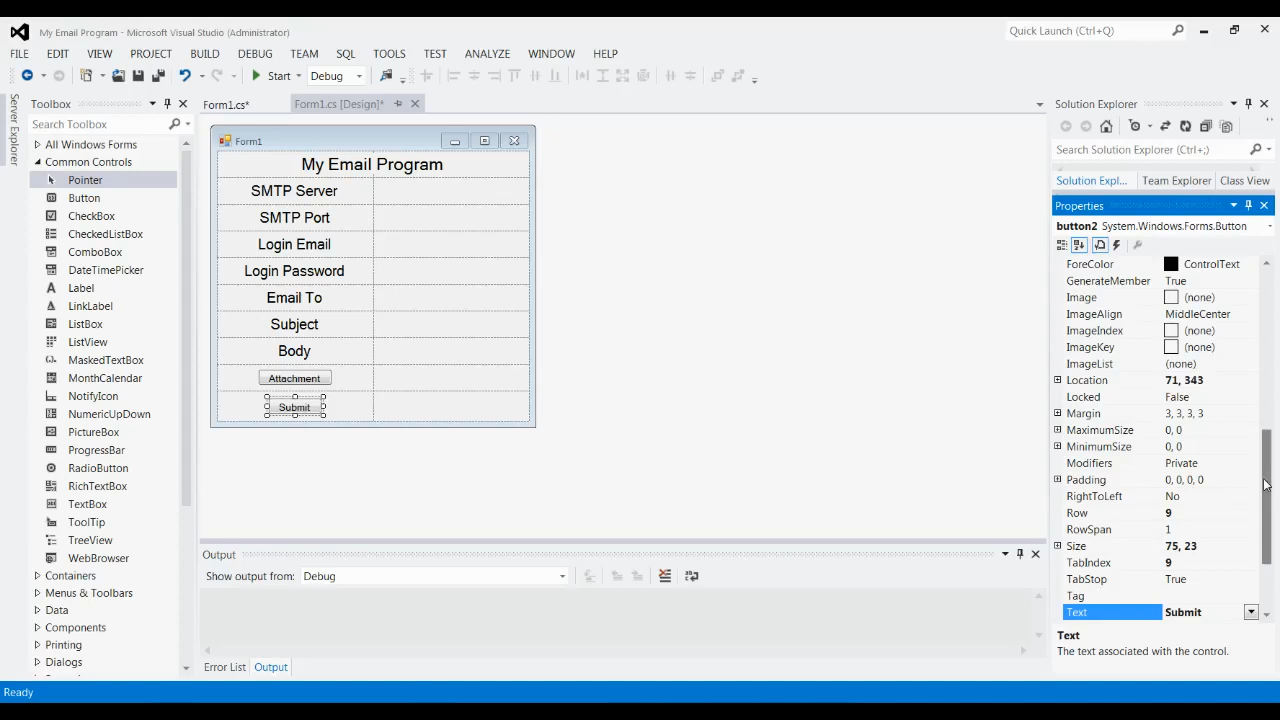 My Email Program - Microsoft Visual Studio (Administrator)
Quick Launch (Ctrl+Q)
FILE EDIT VIEW PROJECT BUILD DEBUG TEAM SQL TOOLS TEST ANALYZE WINDOW HELP
Start Debug
Server Explorer
Toolbox
Search Toolbox
All Windows Forms
Common Controls
Pointer
Button
CheckBox
CheckedListBox
ComboBox
DateTimePicker
Label
LinkLabel
ListBox
ListView
MaskedTextBox
MonthCalendar
NotifyIcon
NumericUpDown
PictureBox
ProgressBar
RadioButton
RichTextBox
TextBox
ToolTip
TreeView
WebBrowser
Containers
Menus & Toolbars
Data
Components
Printing
Dialogs
Form1.cs* Form1.cs [Design]*
Form1
My Email Program
SMTP Server
SMTP Port
Login Email
Login Password
Email To
Subject
Body
Attachment
Submit
Output
Show output from: Debug
Error List Output
Solution Explorer
Search Solution Explorer (Ctrl+;)
Solution Expl... Team Explorer Class View
Properties
button2 System.Windows.Forms.Button
ForeColor ControlText
GenerateMember True
Image (none)
ImageAlign MiddleCenter
ImageIndex (none)
ImageKey (none)
ImageList (none)
Location 71, 343
Locked False
Margin 3, 3, 3, 3
MaximumSize 0, 0
MinimumSize 0, 0
Modifiers Private
Padding 0, 0, 0, 0
RightToLeft No
Row 9
RowSpan 1
Size 75, 23
TabIndex 9
TabStop True
Tag
Text Submit
Text
The text associated with the control.
Ready